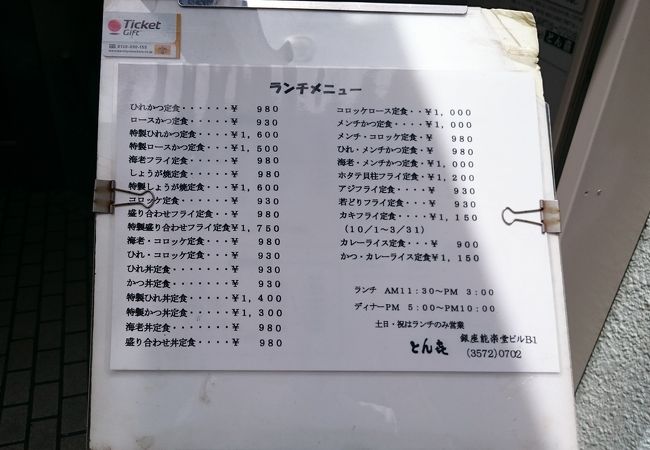 Ticket
Gift
とん㐂
ランチメニュー
ひれかつ定食・・・・・・・￥ 980
ロースかつ定食・・・・・・￥ 930
特製ひれかつ定食・・・・・￥1,600
特製ロースかつ定食・・・・￥1,500
海老フライ定食・・・・・・￥ 980
しょうが焼定食・・・・・・￥ 980
特製しょうが焼定食・・・・￥1,600
コロッケ定食・・・・・・・￥ 930
盛り合わせフライ定食・・・￥ 980
特製盛り合わせフライ定食・￥1,750
海老・コロッケ定食・・・・￥ 980
ひれ・コロッケ定食・・・・￥ 930
ひれ丼定食・・・・・・・・￥ 930
かつ丼定食・・・・・・・・￥ 930
特製ひれ丼定食・・・・・・￥1,400
特製かつ丼定食・・・・・・￥1,300
海老丼定食・・・・・・・・￥ 980
盛り合わせ丼定食・・・・・￥ 980
コロッケロース定食・・￥1,000
メンチかつ定食・・・・￥1,000
メンチ・コロッケ定食・￥ 980
ひれ・メンチかつ定食・￥ 980
海老・メンチかつ定食・￥1,000
ホタテ貝柱フライ定食・￥1,200
アジフライ定食・・・・￥ 930
若どりフライ定食・・・￥ 930
カキフライ定食・・・・￥1,150
(10/1～3/31)
カレーライス定食・・・￥ 900
かつ・カレーライス定食￥1,150
ランチ AM11:30～PM 3:00
ディナーPM 5:00～PM10:00
土日・祝はランチのみ営業
とん㐂 銀座能楽堂ビルB1
(3572)0702